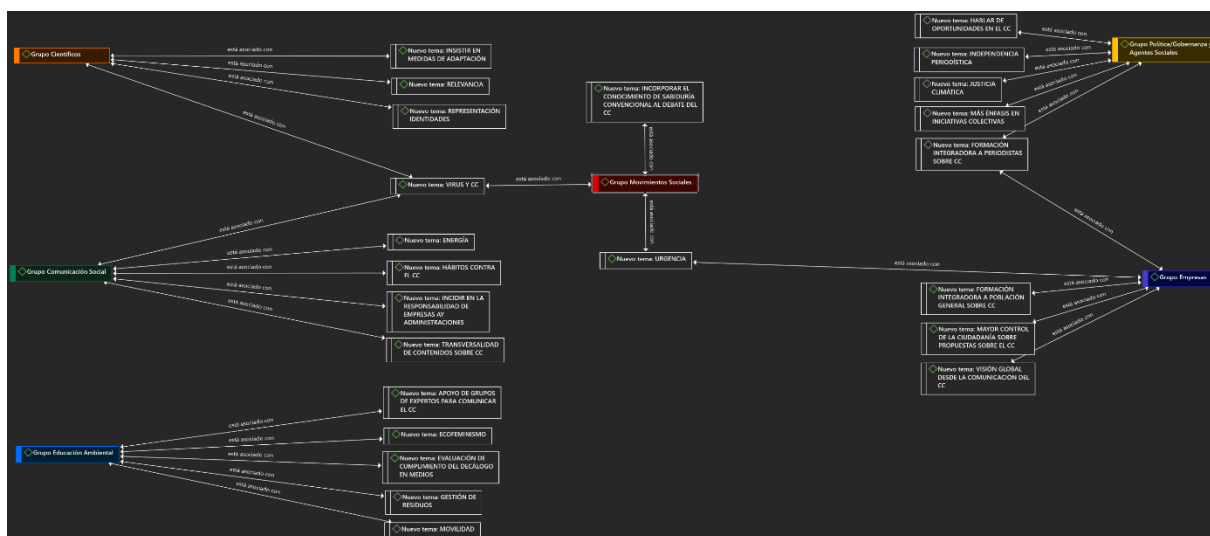 Grupo Científicos
está asociado con
está asociado con
está asociado con
está asociado con
Nuevo tema: INSISTIR EN
MEDIDAS DE ADAPTACIÓN
Nuevo tema: RELEVANCIA
Nuevo tema: REPRESENTACIÓN
IDENTIDADES
Nuevo tema: VIRUS Y CC
está asociado con
Grupo Comunicación Social
está asociado con
está asociado con
está asociado con
está asociado con
está asociado con
Nuevo tema: ENERGÍA
Nuevo tema: HÁBITOS CONTRA
EL CC
Nuevo tema: INCIDIR EN LA
RESPONSABILIDAD DE
EMPRESAS AY
ADMINISTRACIONES
Nuevo tema: TRANSVERSALIDAD
DE CONTENIDOS SOBRE CC
Grupo Educación Ambiental
está asociado con
está asociado con
está asociado con
está asociado con
está asociado con
Nuevo tema: APOYO DE GRUPOS
DE EXPERTOS PARA COMUNICAR
EL CC
Nuevo tema: ECOFEMINISMO
Nuevo tema: EVALUACIÓN DE
CUMPLIMIENTO DEL DECÁLOGO
EN MEDIOS
Nuevo tema: GESTIÓN DE
RESIDUOS
Nuevo tema: MOVILIDAD
Nuevo tema: INCORPORAR EL
CONOCIMIENTO DE SABIDURÍA
CONVENCIONAL AL DEBATE DEL
CC
está asociado con
Grupo Movimientos Sociales
está asociado con
Nuevo tema: URGENCIA
está asociado con
Nuevo tema: HABLAR DE
OPORTUNIDADES EN EL CC
Nuevo tema: INDEPENDENCIA
PERIODÍSTICA
Nuevo tema: JUSTICIA
CLIMÁTICA
Nuevo tema: MÁS ÉNFASIS EN
INICIATIVAS COLECTIVAS
Nuevo tema: FORMACIÓN
INTEGRADORA A PERIODISTAS
SOBRE CC
está asociado con
está asociado con
está asociado con
está asociado con
está asociado con
Grupo Política/Gobernanza y
Agentes Sociales
está asociado con
Grupo Empresas
está asociado con
está asociado con
está asociado con
Nuevo tema: FORMACIÓN
INTEGRADORA A POBLACIÓN
GENERAL SOBRE CC
Nuevo tema: MAYOR CONTROL
DE LA CIUDADANÍA SOBRE
PROPUESTAS SOBRE EL CC
Nuevo tema: VISIÓN GLOBAL
DESDE LA COMUNICACIÓN DEL
CC